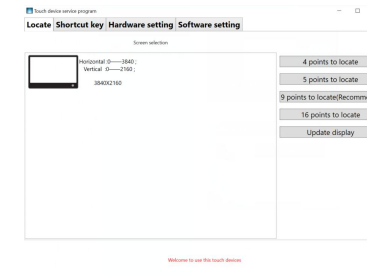 Touch device service program.
Locate Shortcut key Hardware setting Software setting
Screen selection
Horizontal :0——3840 ;
Vertical :0——2160 ;
3840X2160
4 points to locate
5 points to locate
9 points to locate(Recomm
16 points to locate
Update display
Welcome to use this touch devices